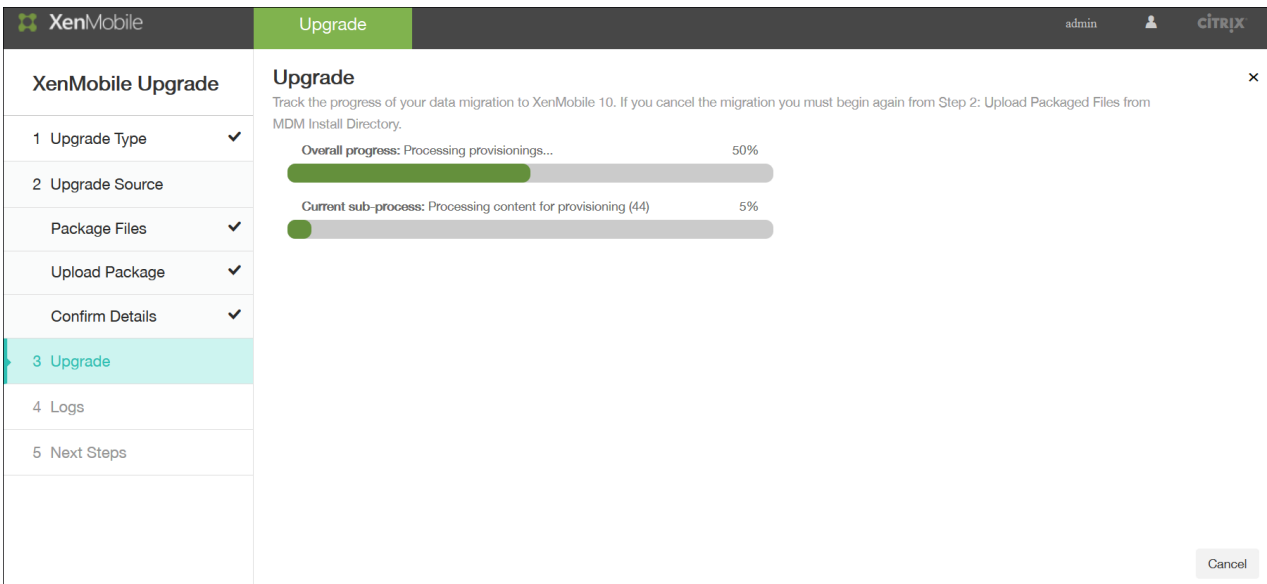 XenMobile
Upgrade
admin
CİTRIX
XenMobile Upgrade
1 Upgrade Type
2 Upgrade Source
Package Files
Upload Package
Confirm Details
3 Upgrade
4 Logs
5 Next Steps
Upgrade
Track the progress of your data migration to XenMobile 10. If you cancel the migration you must begin again from Step 2: Upload Packaged Files from
MDM Install Directory.
Overall progress: Processing provisionings... 50%
Current sub-process: Processing content for provisioning (44) 5%
Cancel